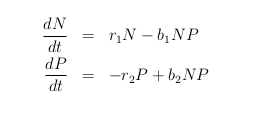 dN/dt = r₁N − b₁NP
dP/dt = −r₂P + b₂NP